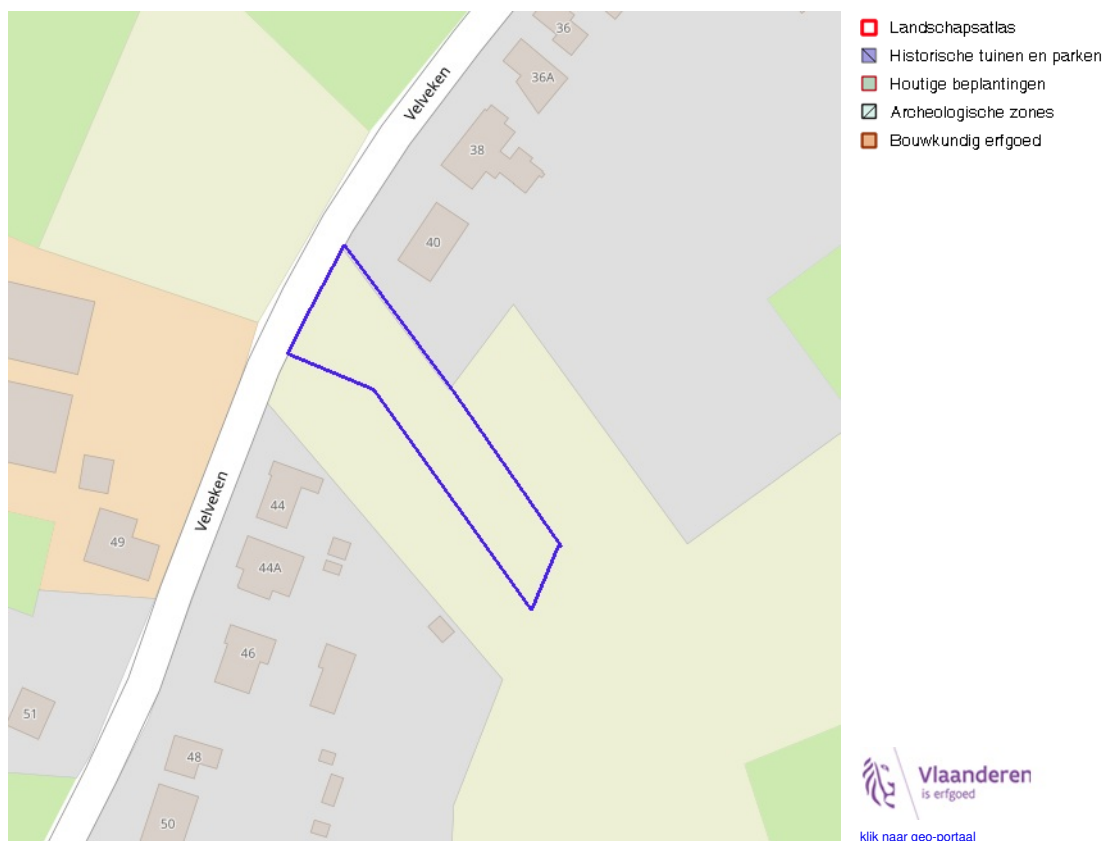 36
36A
Velveken
38
40
44
Velveken
49
44A
46
51
48
50
Landschapsatlas
Historische tuinen en parken
Houtige beplantingen
Archeologische zones
Bouwkundig erfgoed
Vlaanderen
is erfgoed
klik naar geo-portaal